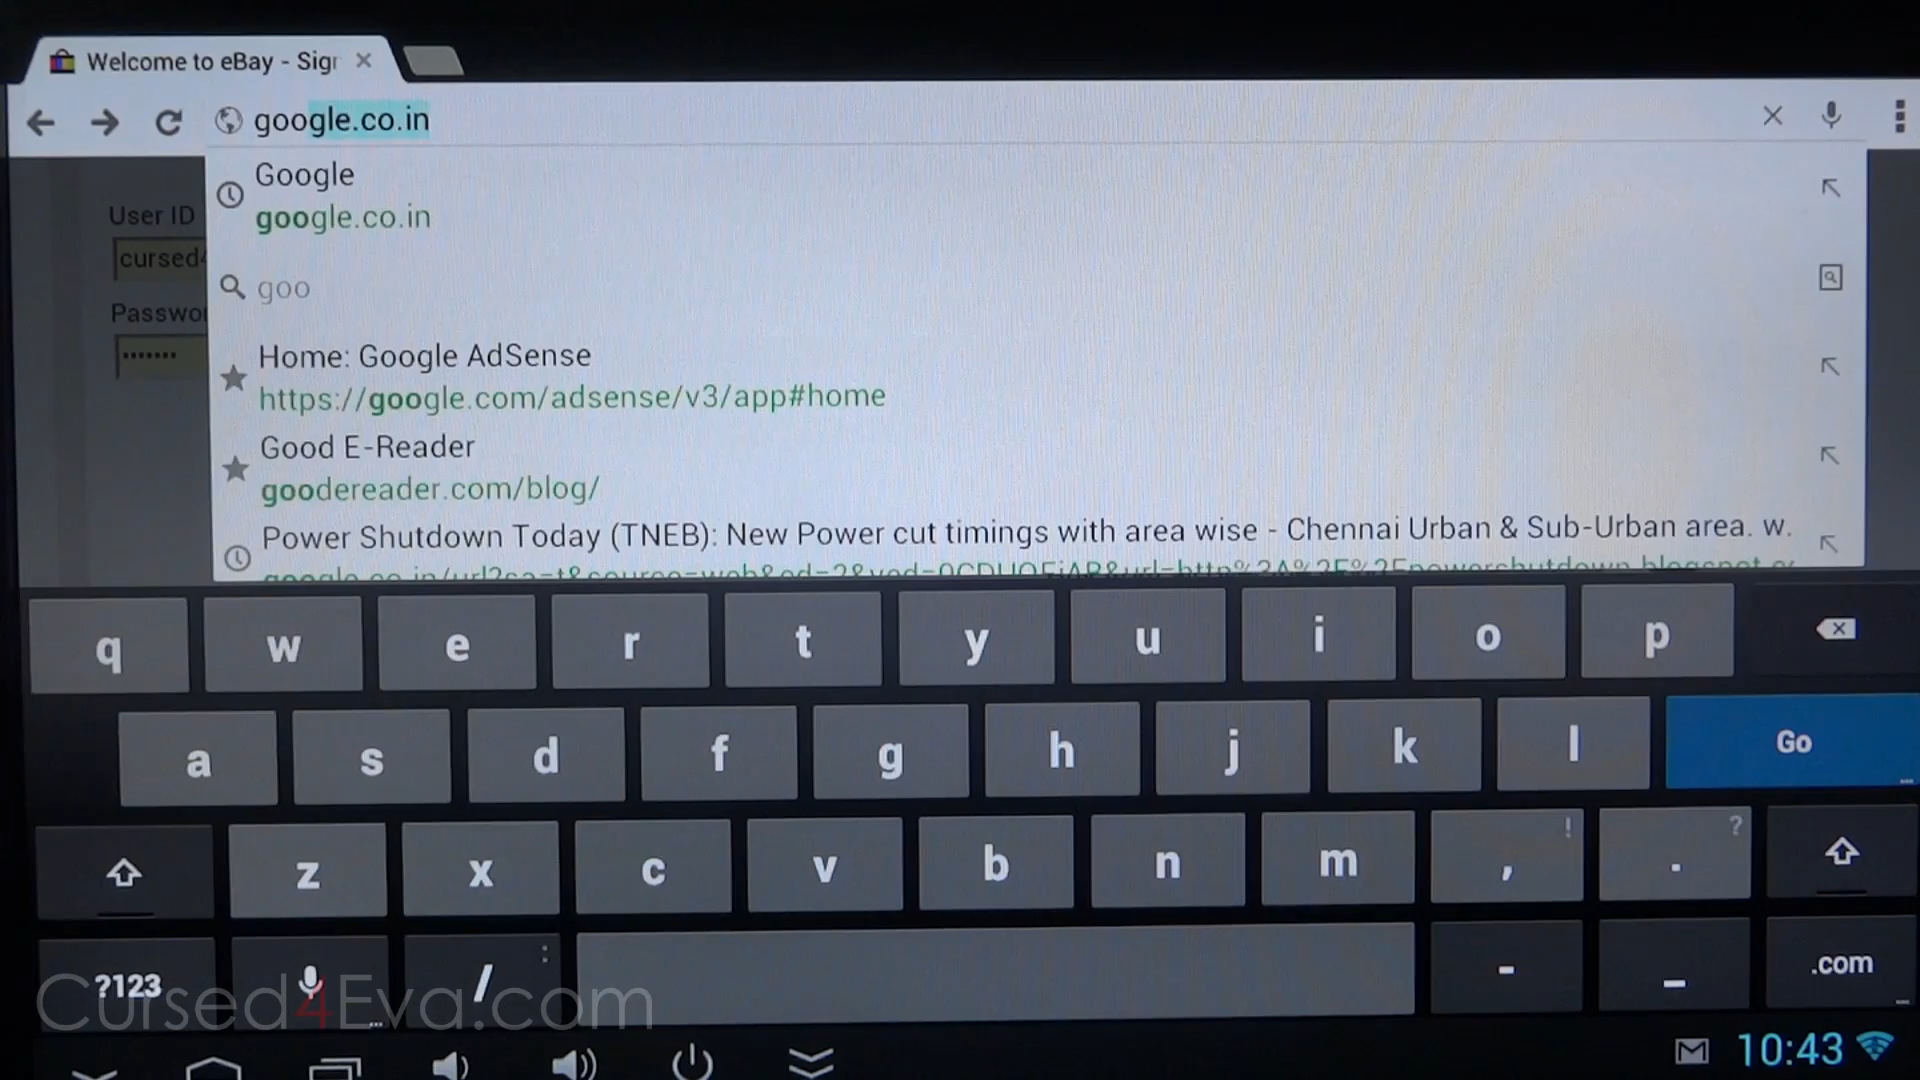 Welcome to eBay - Sign
google.co.in
Google
google.co.in
User ID
cursed4
goo
Passwo
Home: Google AdSense
https://google.com/adsense/v3/app#home
Good E-Reader
goodereader.com/blog/
Power Shutdown Today (TNEB): New Power cut timings with area wise - Chennai Urban & Sub-Urban area. w.
q w e r t y u i o p
a s d f g h j k l Go
z x c v b n m , ! . ?
?123 / : - _ .com
Cursed4Eva.com
10:43